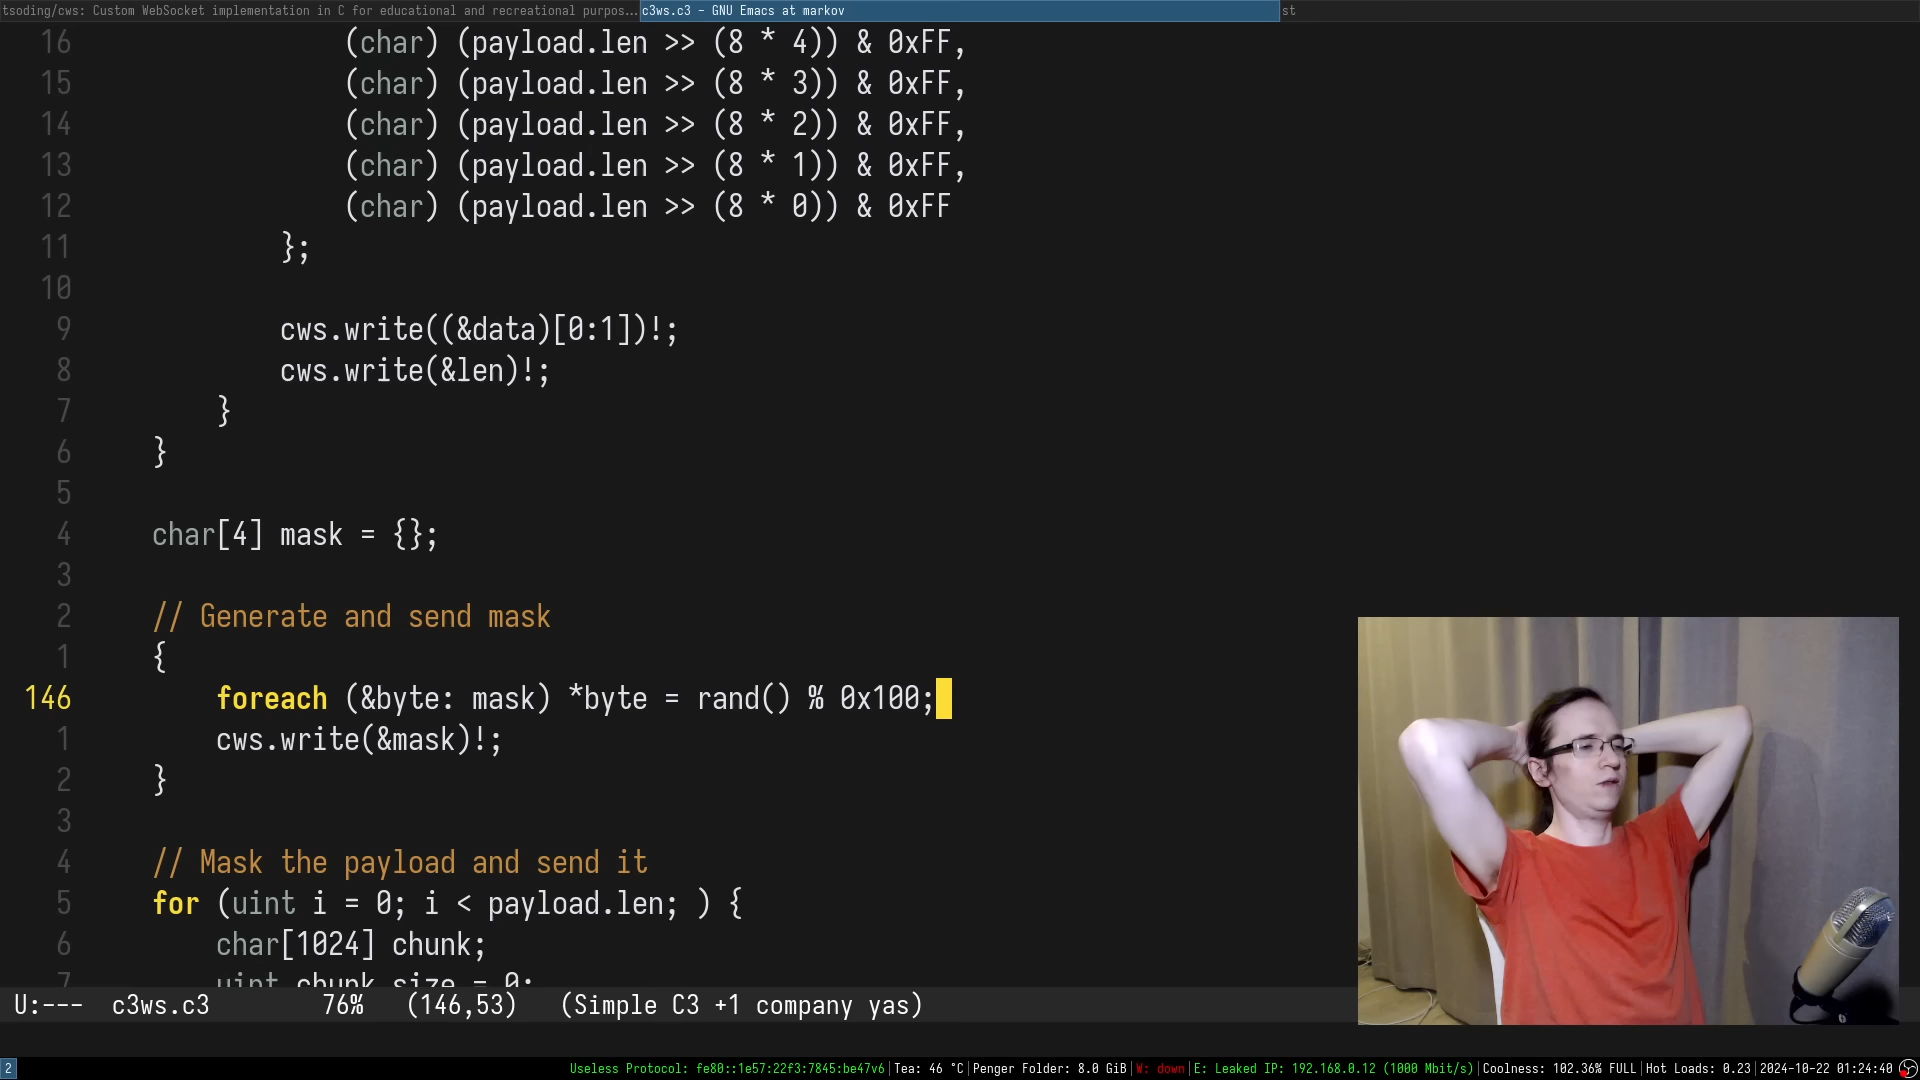 tsoding/cws: Custom WebSocket implementation in C for educational and recreational purpos... c3ws.c3 - GNU Emacs at markov st
16 (char) (payload.len >> (8 * 4)) & 0xFF,
15 (char) (payload.len >> (8 * 3)) & 0xFF,
14 (char) (payload.len >> (8 * 2)) & 0xFF,
13 (char) (payload.len >> (8 * 1)) & 0xFF,
12 (char) (payload.len >> (8 * 0)) & 0xFF
11 };
10
9 cws.write((&data)[0:1])!;
8 cws.write(&len)!;
7 }
6 }
5
4 char[4] mask = {};
3
2 // Generate and send mask
1 {
146 foreach (&byte: mask) *byte = rand() % 0x100;
1 cws.write(&mask)!;
2 }
3
4 // Mask the payload and send it
5 for (uint i = 0; i < payload.len; ) {
6 char[1024] chunk;
7 uint chunk_size = 0;
U:--- c3ws.c3 76% (146,53) (Simple C3 +1 company yas)
2 Useless Protocol: fe80::1e57:22f3:7845:be47v6|Tea: 46 °C|Penger Folder: 8.0 GiB|W: down|E: Leaked IP: 192.168.0.12 (1000 Mbit/s)|Coolness: 102.36% FULL|Hot Loads: 0.23|2024-10-22 01:24:40